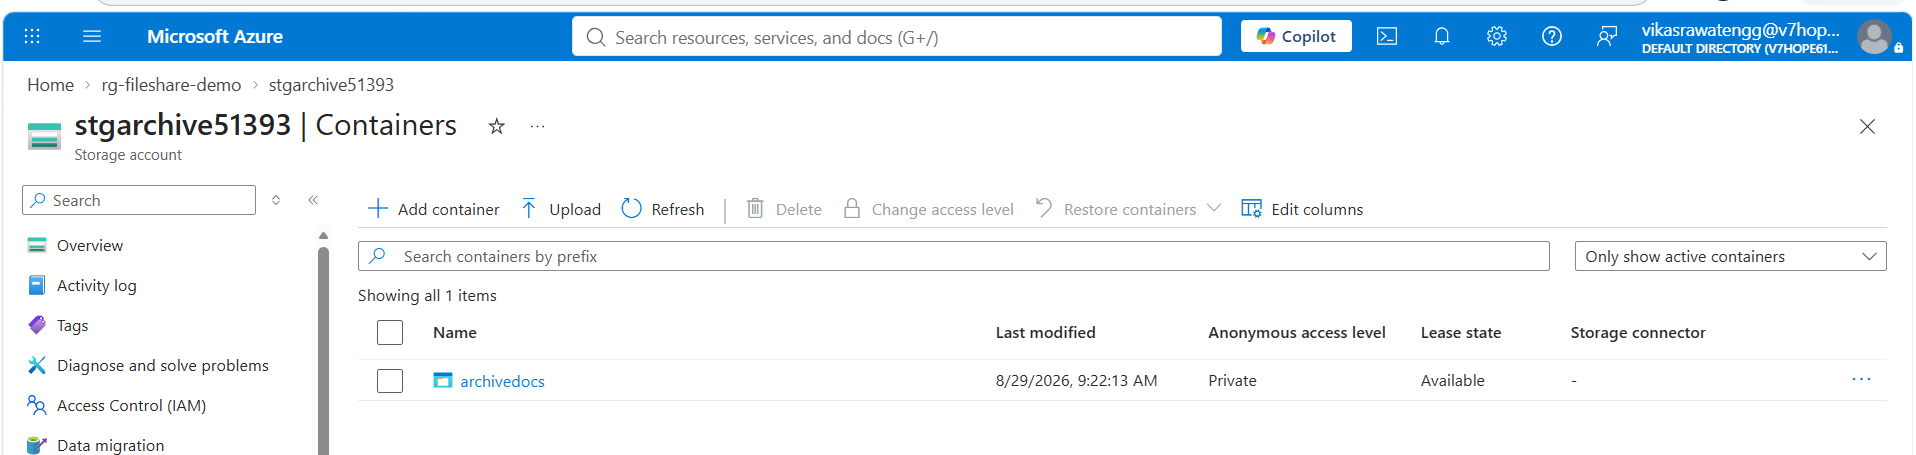 Microsoft Azure
Search resources, services, and docs (G+/)
Copilot
vikasrawatengg@v7hop...
DEFAULT DIRECTORY (V7HOPE61...
Home > rg-fileshare-demo > stgarchive51393
stgarchive51393 | Containers
Storage account
Search
Add container Upload Refresh Delete Change access level Restore containers Edit columns
Overview
Activity log
Tags
Diagnose and solve problems
Access Control (IAM)
Data migration
Search containers by prefix
Only show active containers
Showing all 1 items
Name Last modified Anonymous access level Lease state Storage connector
archivedocs 8/29/2026, 9:22:13 AM Private Available -